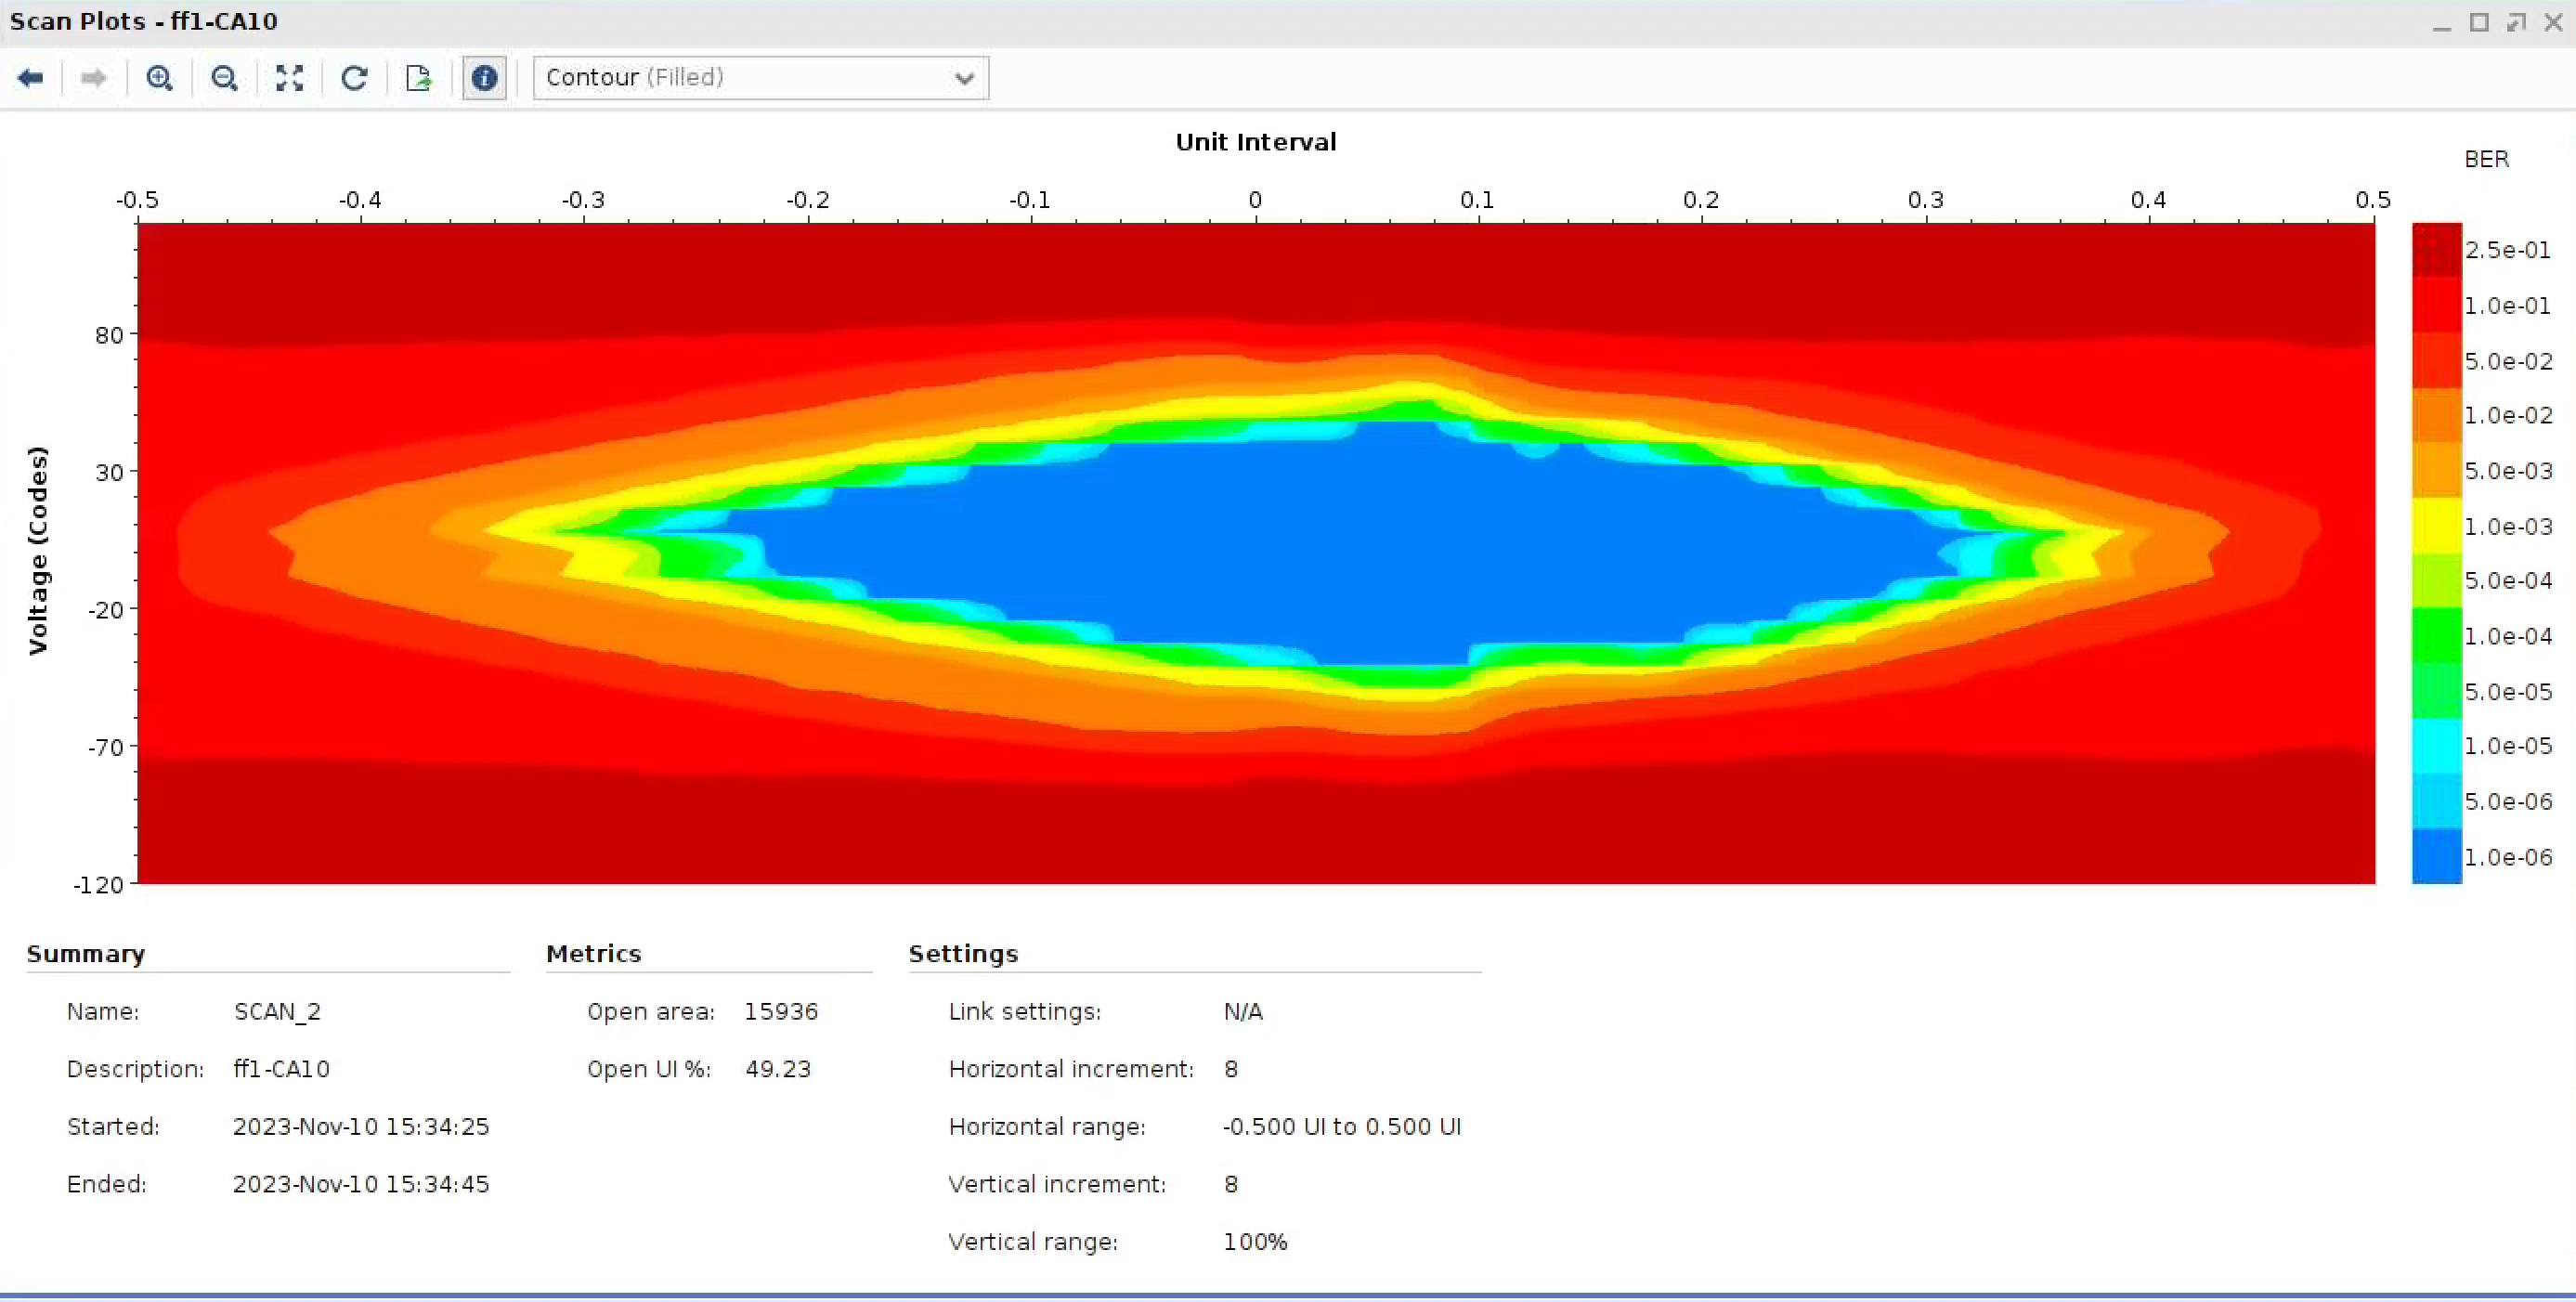 Scan Plots - ff1-CA10
Contour (Filled)
Unit Interval
BER
-0.5 -0.4 -0.3 -0.2 -0.1 0 0.1 0.2 0.3 0.4 0.5
2.5e-01
1.0e-01
5.0e-02
1.0e-02
5.0e-03
1.0e-03
5.0e-04
1.0e-04
5.0e-05
1.0e-05
5.0e-06
1.0e-06
80
30
-20
-70
-120
Voltage (Codes)
Summary
Name: SCAN_2
Description: ff1-CA10
Started: 2023-Nov-10 15:34:25
Ended: 2023-Nov-10 15:34:45
Metrics
Open area: 15936
Open UI %: 49.23
Settings
Link settings: N/A
Horizontal increment: 8
Horizontal range: -0.500 UI to 0.500 UI
Vertical increment: 8
Vertical range: 100%